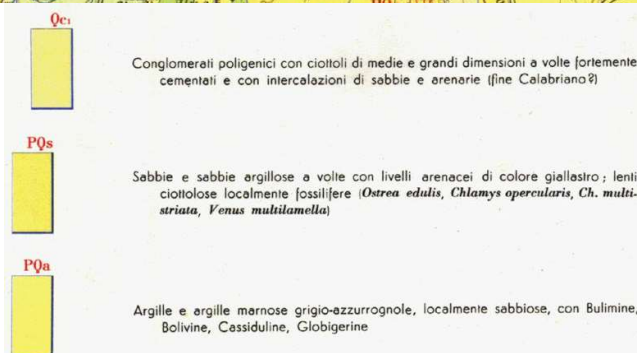 Qc1
Conglomerati poligenici con ciottoli di medie e grandi dimensioni a volte fortemente
cementati e con intercalazioni di sabbie e arenarie (fine Calabriano?)
PQs
Sabbie e sabbie argillose a volte con livelli arenacei di colore giallastro; lenti
ciottolose localmente fossilifere (Ostrea edulis, Chlamys opercularis, Ch. multi-
striata, Venus multilamella)
PQa
Argille e argille marnose grigio-azzurrognole, localmente sabbiose, con Bulimine,
Bolivine, Cassiduline, Globigerine